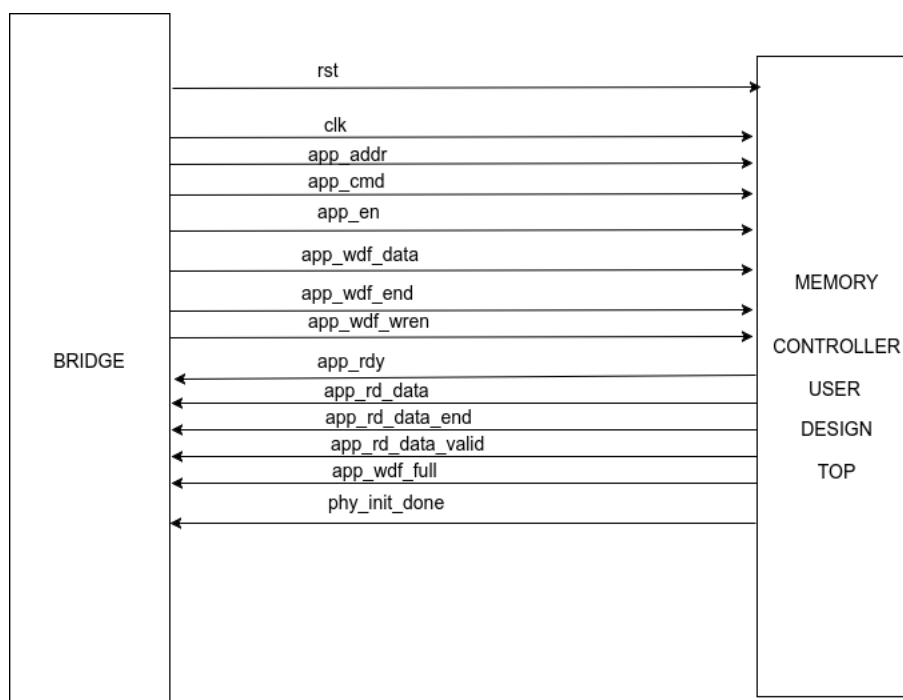 rst
clk
app_addr
app_cmd
app_en
app_wdf_data
app_wdf_end
app_wdf_wren
BRIDGE
app_rdy
app_rd_data
app_rd_data_end
app_rd_data_valid
app_wdf_full
phy_init_done
MEMORY
CONTROLLER
USER
DESIGN
TOP